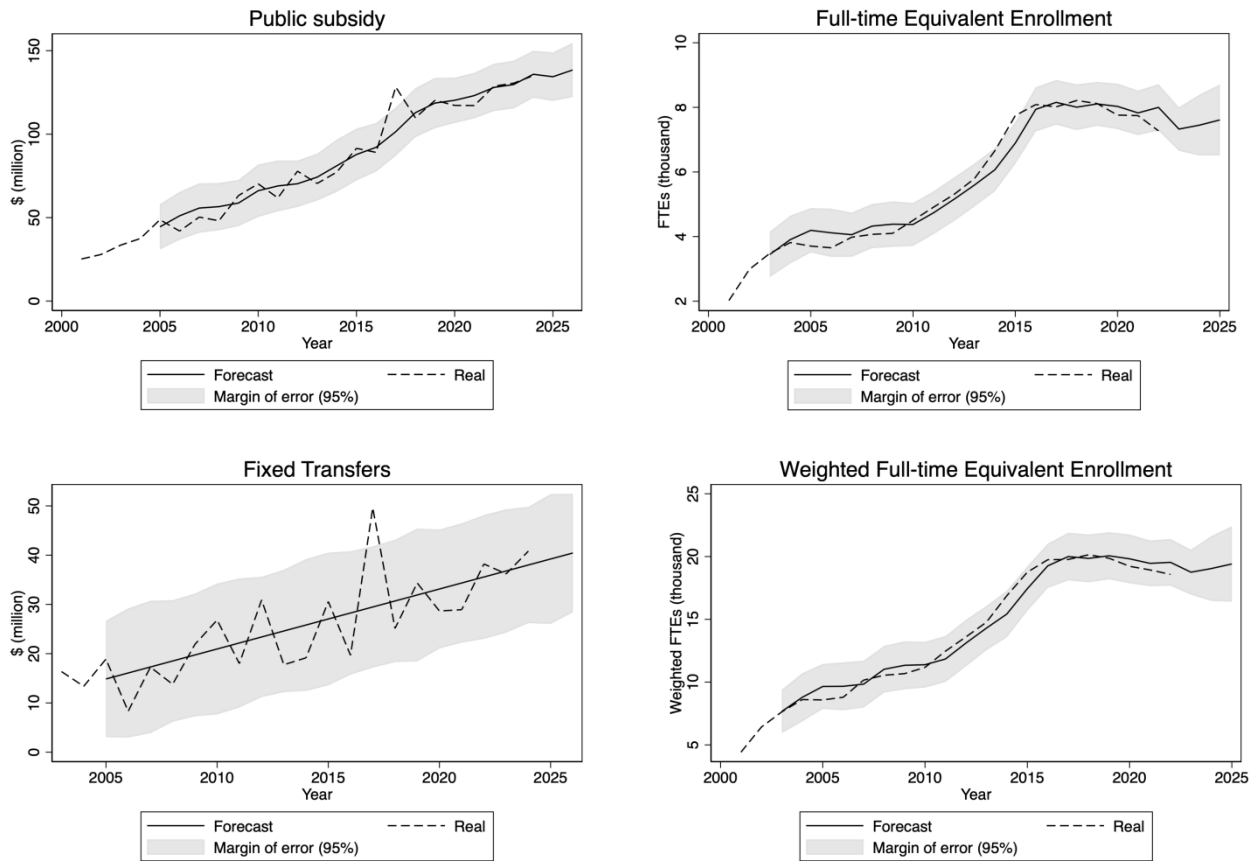 Public subsidy
$ (million)
150
100
50
0
2000 2005 2010 2015 2020 2025
Year
Forecast Real
Margin of error (95%)
Full-time Equivalent Enrollment
FTEs (thousand)
10
8
6
4
2
2000 2005 2010 2015 2020 2025
Year
Forecast Real
Margin of error (95%)
Fixed Transfers
$ (million)
50
40
30
20
10
0
2005 2010 2015 2020 2025
Year
Forecast Real
Margin of error (95%)
Weighted Full-time Equivalent Enrollment
Weighted FTEs (thousand)
25
20
15
10
5
2000 2005 2010 2015 2020 2025
Year
Forecast Real
Margin of error (95%)